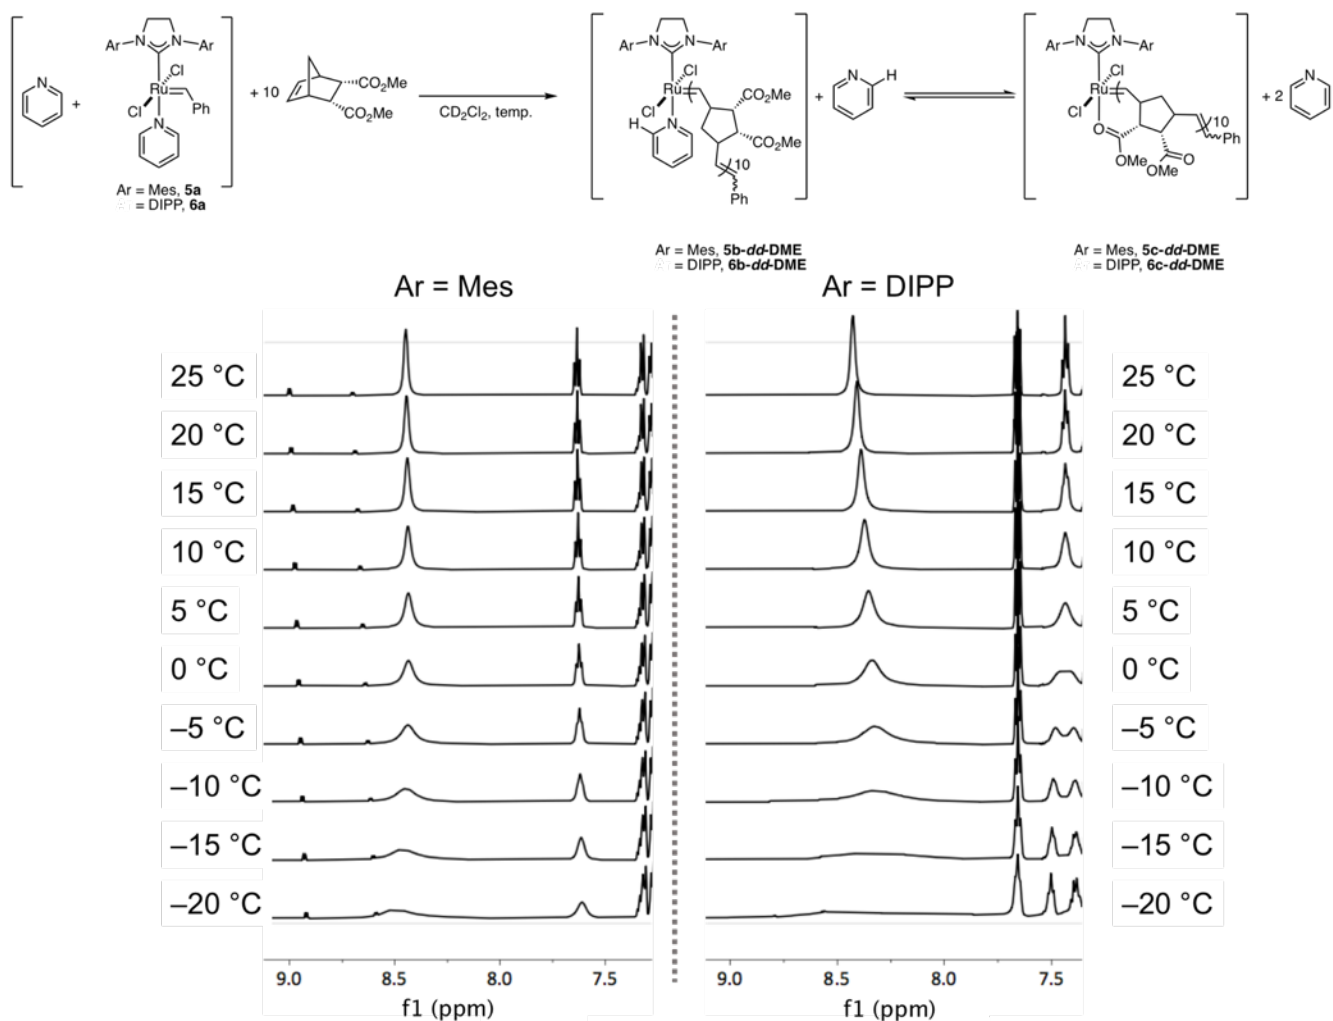 N
+
Ar N N Ar
Cl
Ru
Cl
Ph
N
Ar = Mes, 5a
= DIPP, 6a
+ 10
CO2Me
CO2Me
CD2Cl2, temp.
Ar N N Ar
Cl
Ru
Cl
CO2Me
H N
CO2Me
10
Ph
+
N H
Ar = Mes, 5b-dd-DME
= DIPP, 6b-dd-DME
Ar N N Ar
Cl
Ru
Cl
O
10
Ph
OMe
O
OMe
+ 2
N
Ar = Mes, 5c-dd-DME
= DIPP, 6c-dd-DME
Ar = Mes
Ar = DIPP
25 °C
20 °C
15 °C
10 °C
5 °C
0 °C
–5 °C
–10 °C
–15 °C
–20 °C
25 °C
20 °C
15 °C
10 °C
5 °C
0 °C
–5 °C
–10 °C
–15 °C
–20 °C
9.0 8.5 8.0 7.5
f1 (ppm)
9.0 8.5 8.0 7.5
f1 (ppm)